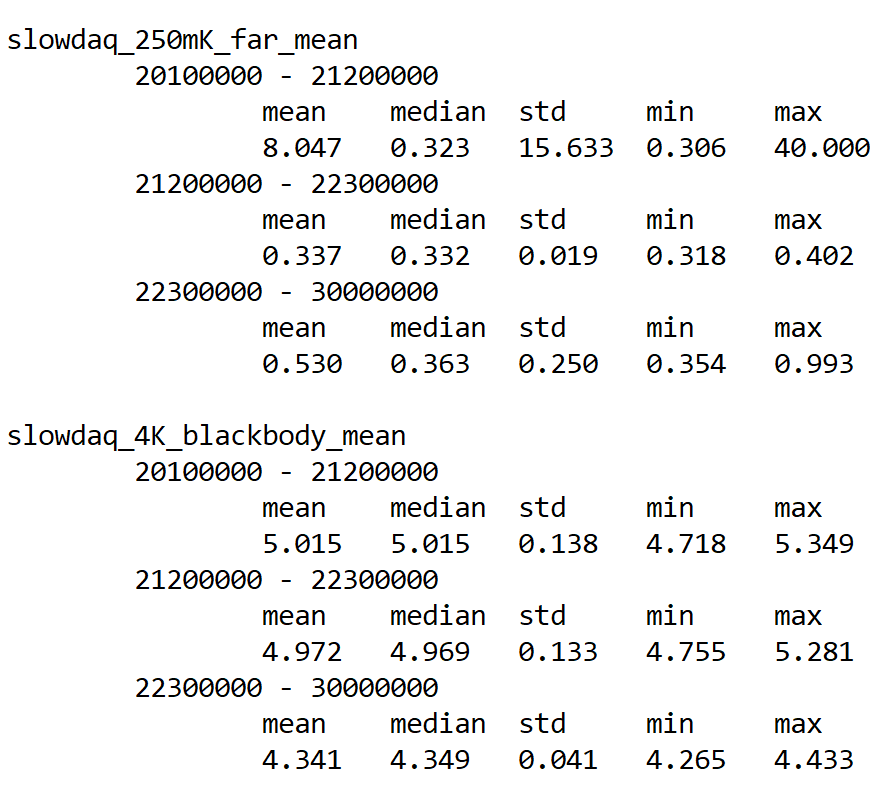 slowdaq_250mK_far_mean
20100000 - 21200000
mean median std min max
8.047 0.323 15.633 0.306 40.000
21200000 - 22300000
mean median std min max
0.337 0.332 0.019 0.318 0.402
22300000 - 30000000
mean median std min max
0.530 0.363 0.250 0.354 0.993
slowdaq_4K_blackbody_mean
20100000 - 21200000
mean median std min max
5.015 5.015 0.138 4.718 5.349
21200000 - 22300000
mean median std min max
4.972 4.969 0.133 4.755 5.281
22300000 - 30000000
mean median std min max
4.341 4.349 0.041 4.265 4.433